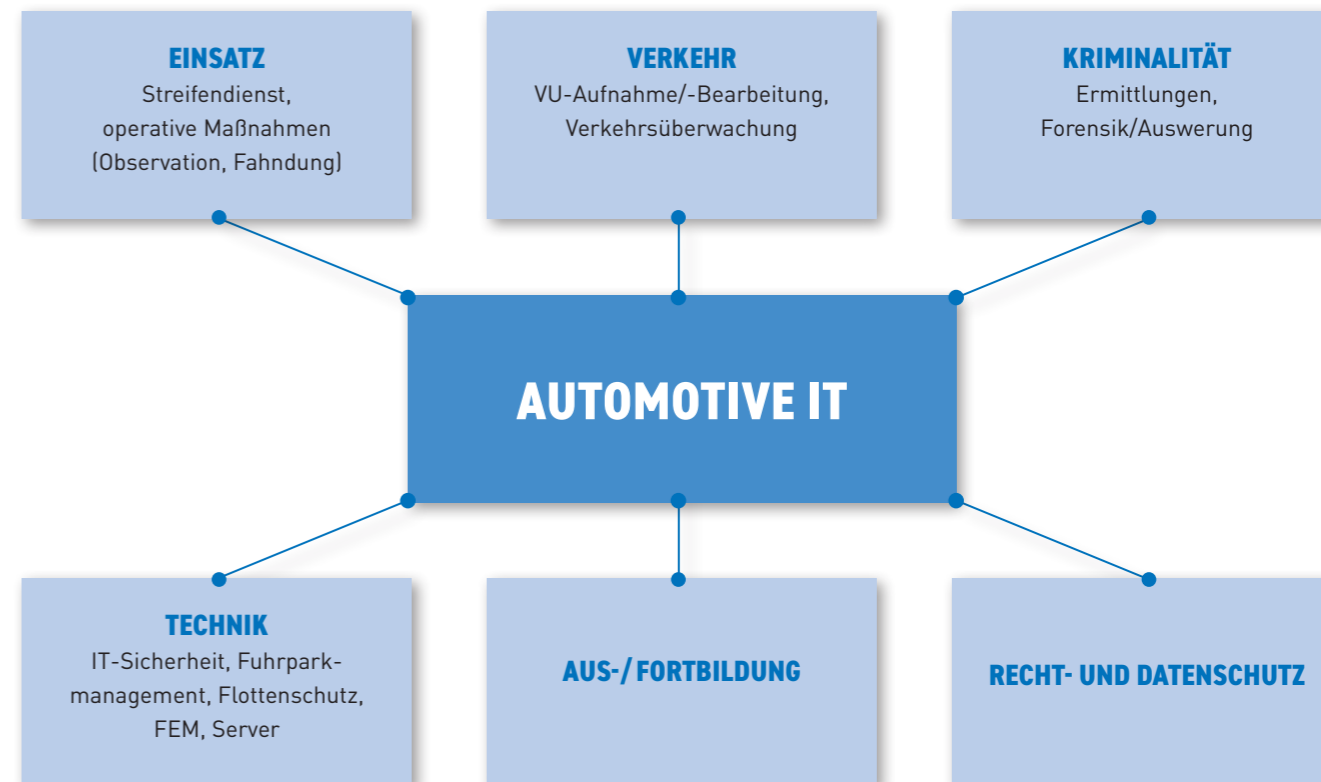 EINSATZ
Streifendienst,
operative Maßnahmen
(Observation, Fahndung)
VERKEHR
VU-Aufnahme/-Bearbeitung,
Verkehrsüberwachung
KRIMINALITÄT
Ermittlungen,
Forensik/Auswerung
AUTOMOTIVE IT
TECHNIK
IT-Sicherheit, Fuhrpark-
management, Flottenschutz,
FEM, Server
AUS-/ FORTBILDUNG
RECHT- UND DATENSCHUTZ